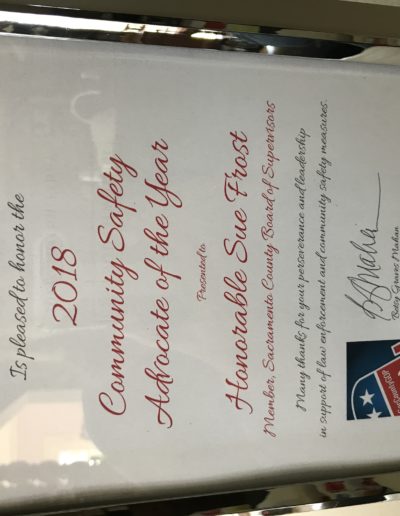 Is pleased to honor the
2018
Community Safety
Advocate of the Year
Presented to
Honorable Sue Frost
Member, Sacramento County Board of Supervisors
Many thanks for your perseverance and leadership
in support of law enforcement and community safety measures.
Betsy Graves Mahan